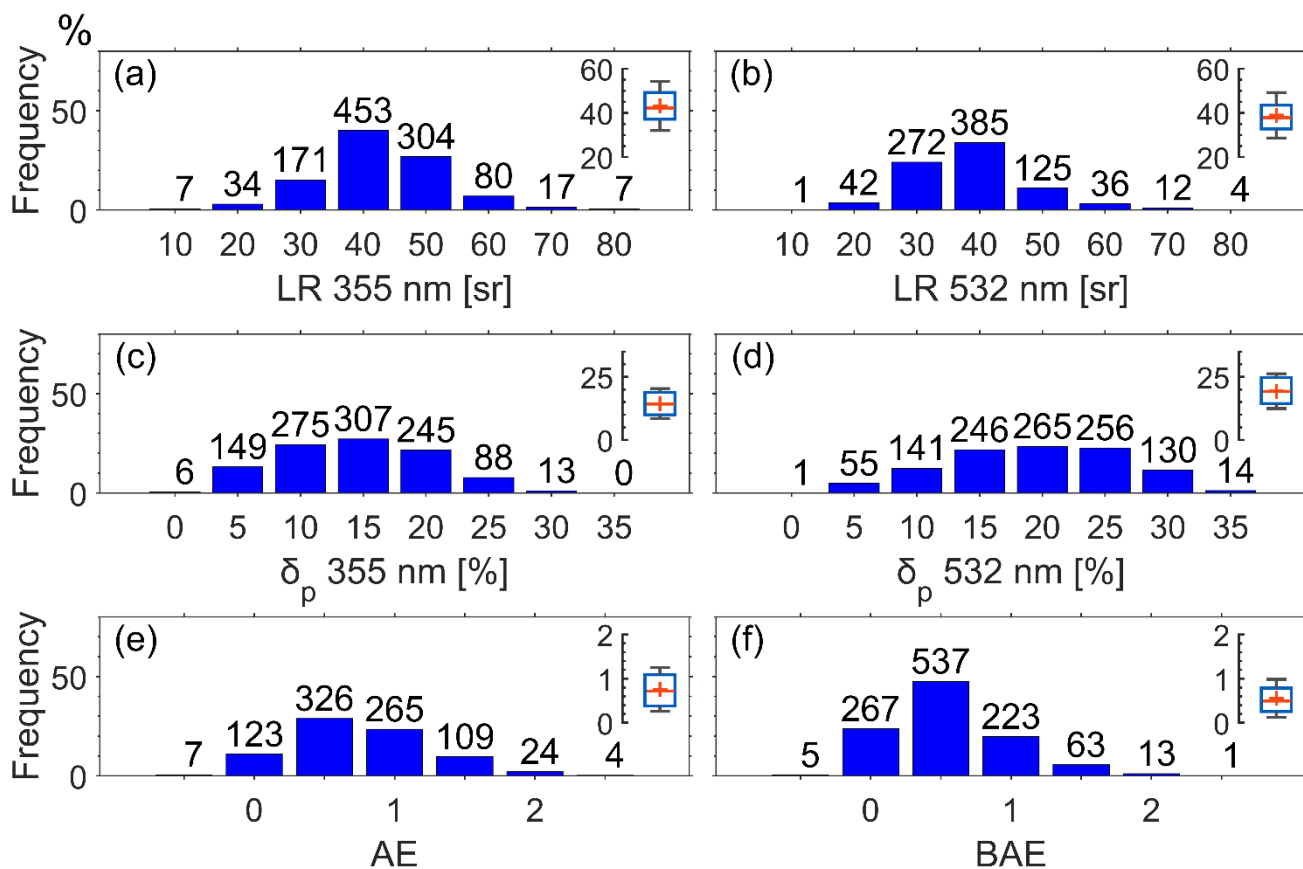 %
(a)
(b)
Frequency
50
0
7 34 171 453 304 80 17 7
60
40
20
1 42 272 385 125 36 12 4
60
40
20
10 20 30 40 50 60 70 80
10 20 30 40 50 60 70 80
LR 355 nm [sr]
LR 532 nm [sr]
(c)
(d)
Frequency
50
0
6 149 275 307 245 88 13 0
25
0
1 55 141 246 265 256 130 14
25
0
0 5 10 15 20 25 30 35
0 5 10 15 20 25 30 35
δp 355 nm [%]
δp 532 nm [%]
(e)
(f)
Frequency
50
0
7 123 326 265 109 24 4
2
1
0
5 267 537 223 63 13 1
2
1
0
0 1 2
0 1 2
AE
BAE